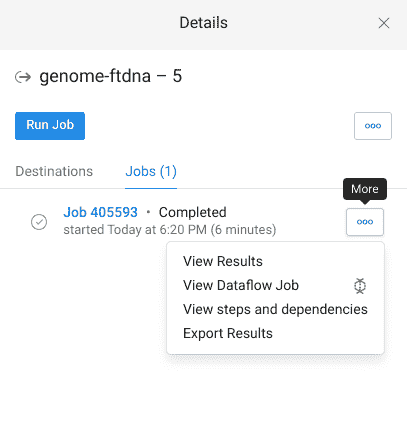 Details
genome-ftdna – 5
Run Job
Destinations
Jobs (1)
More
Job 405593 • Completed
started Today at 6:20 PM (6 minutes)
View Results
View Dataflow Job
View steps and dependencies
Export Results